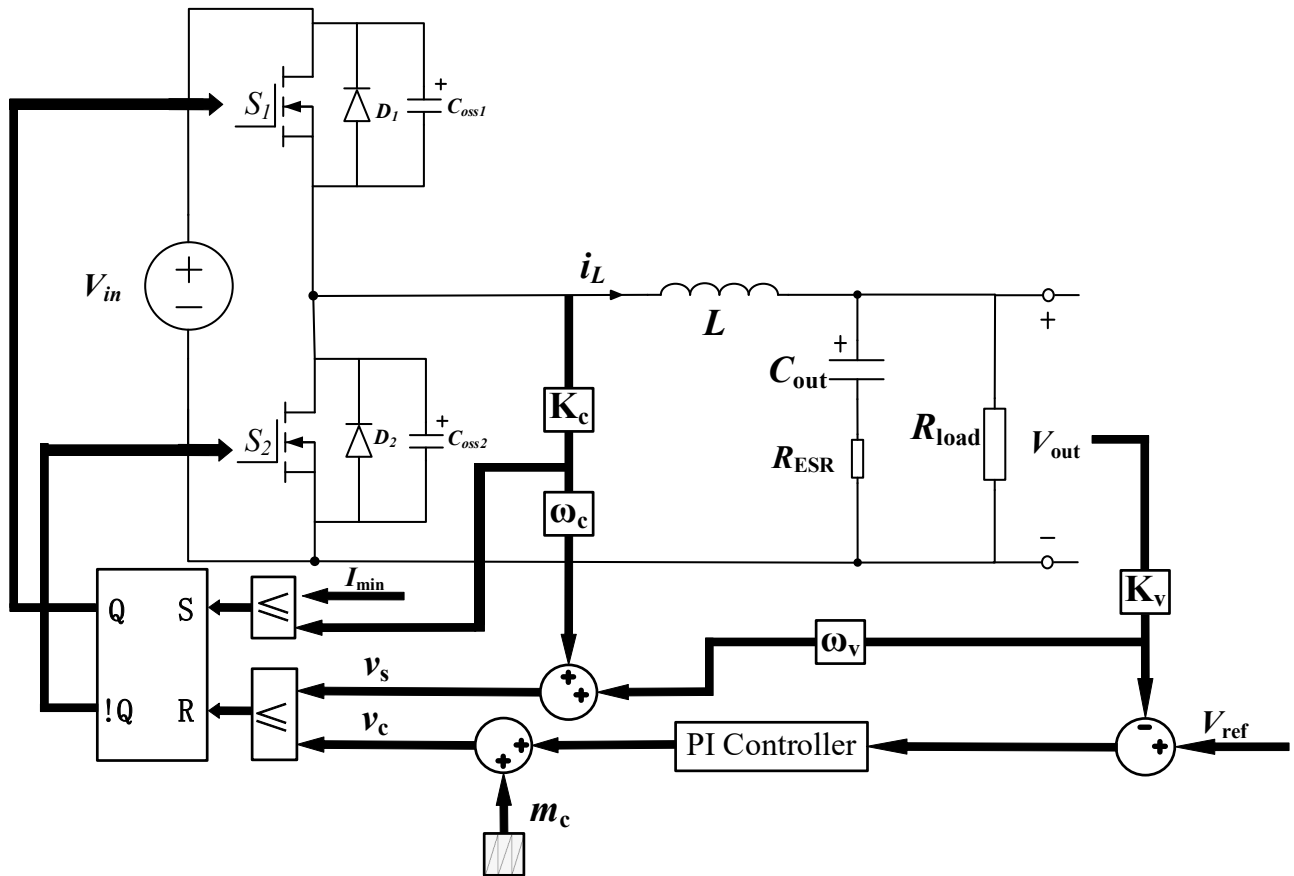 S1
D1
+
Coss1
Vin
+
−
iL
L
+
Cout
RESR
Rload
+
Vout
−
S2
D2
+
Coss2
Kc
ωc
Kv
ωv
Imin
≤
Q
S
!Q
R
≤
vs
vc
+
+
+
+
PI Controller
-
+
Vref
mc